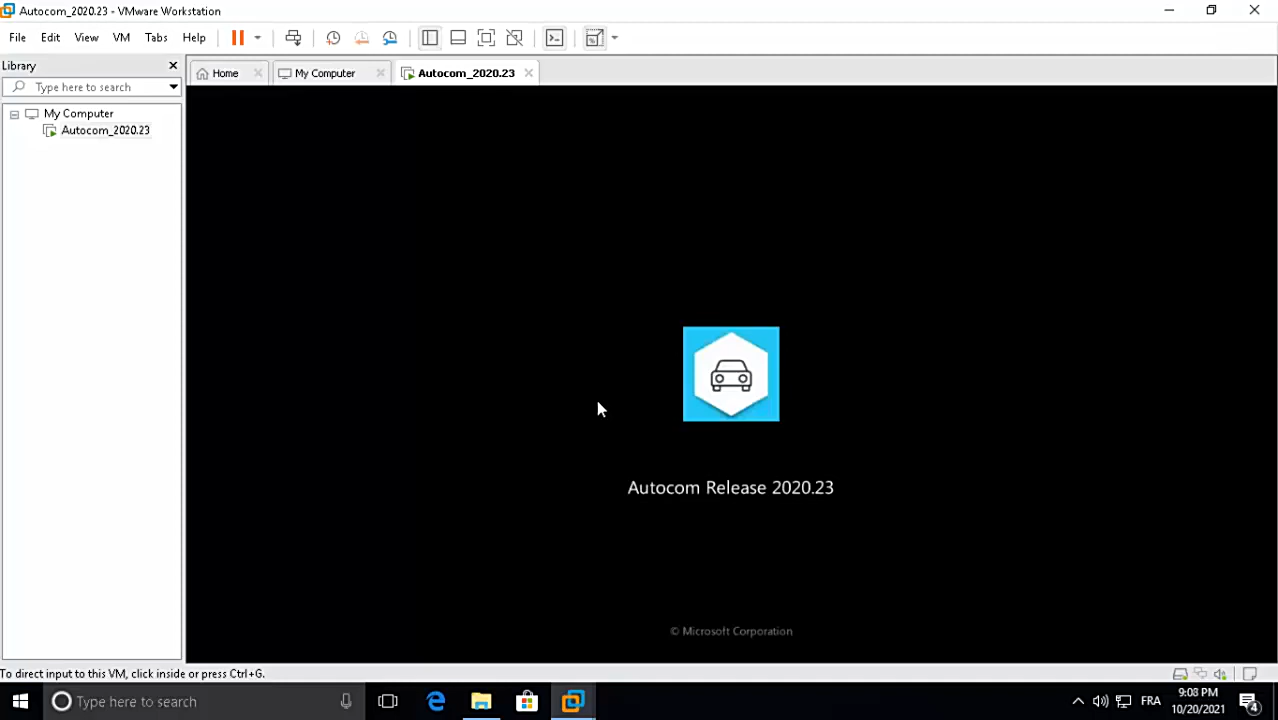 Autocom_2020.23 - VMware Workstation
File Edit View VM Tabs Help
Library
Type here to search
My Computer
Autocom_2020.23
Home
My Computer
Autocom_2020.23
Autocom Release 2020.23
© Microsoft Corporation
To direct input to this VM, click inside or press Ctrl+G.
Type here to search
FRA
9:08 PM
10/20/2021
4